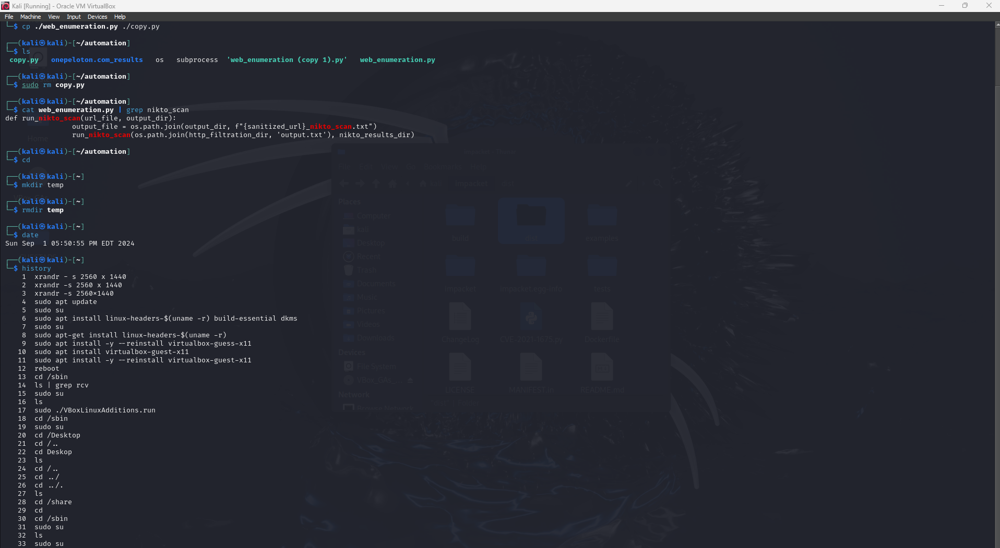 Kali [Running] - Oracle VM VirtualBox
File Machine View Input Devices Help
└─$ cp ./web_enumeration.py ./copy.py
┌──(kali㉿kali)-[~/automation]
└─$ ls
copy.py onepeloton.com_results os subprocess 'web_enumeration (copy 1).py' web_enumeration.py
┌──(kali㉿kali)-[~/automation]
└─$ sudo rm copy.py
┌──(kali㉿kali)-[~/automation]
└─$ cat web_enumeration.py | grep nikto_scan
def run_nikto_scan(url_file, output_dir):
output_file = os.path.join(output_dir, f"{sanitized_url}_nikto_scan.txt")
run_nikto_scan(os.path.join(http_filtration_dir, 'output.txt'), nikto_results_dir)
┌──(kali㉿kali)-[~/automation]
└─$ cd
┌──(kali㉿kali)-[~]
└─$ mkdir temp
┌──(kali㉿kali)-[~]
└─$ rmdir temp
┌──(kali㉿kali)-[~]
└─$ date
Sun Sep  1 05:50:55 PM EDT 2024
┌──(kali㉿kali)-[~]
└─$ history
1 xrandr - s 2560 x 1440
2 xrandr -s 2560 x 1440
3 xrandr -s 2560×1440
4 sudo apt update
5 sudo su
6 sudo apt install linux-headers-$(uname -r) build-essential dkms
7 sudo su
8 sudo apt-get install linux-headers-$(uname -r)
9 sudo apt install -y --reinstall virtualbox-guess-x11
10 sudo apt install virtualbox-guest-x11
11 sudo apt install -y --reinstall virtualbox-guest-x11
12 reboot
13 cd /sbin
14 ls | grep rcv
15 sudo su
16 ls
17 sudo ./VBoxLinuxAdditions.run
18 cd /sbin
19 sudo su
20 cd /Desktop
21 cd /..
22 cd Deskop
23 ls
24 cd /..
25 cd ../
26 cd ../.
27 ls
28 cd /share
29 cd
30 cd /sbin
31 sudo su
32 ls
33 sudo su
Home
File Edit View Go Bookmarks Help
kali impacket dist
Places
Computer
kali
Desktop
Recent
Trash
Documents
Music
Pictures
Videos
Downloads
Devices
File System
VBox_GAs_...
Network
Browse Network
build dist examples
impacket impacket.egg-info tests
ChangeLog CVE-2021-1675.py Dockerfile
LICENSE MANIFEST.in README.md
"dist" | Folder